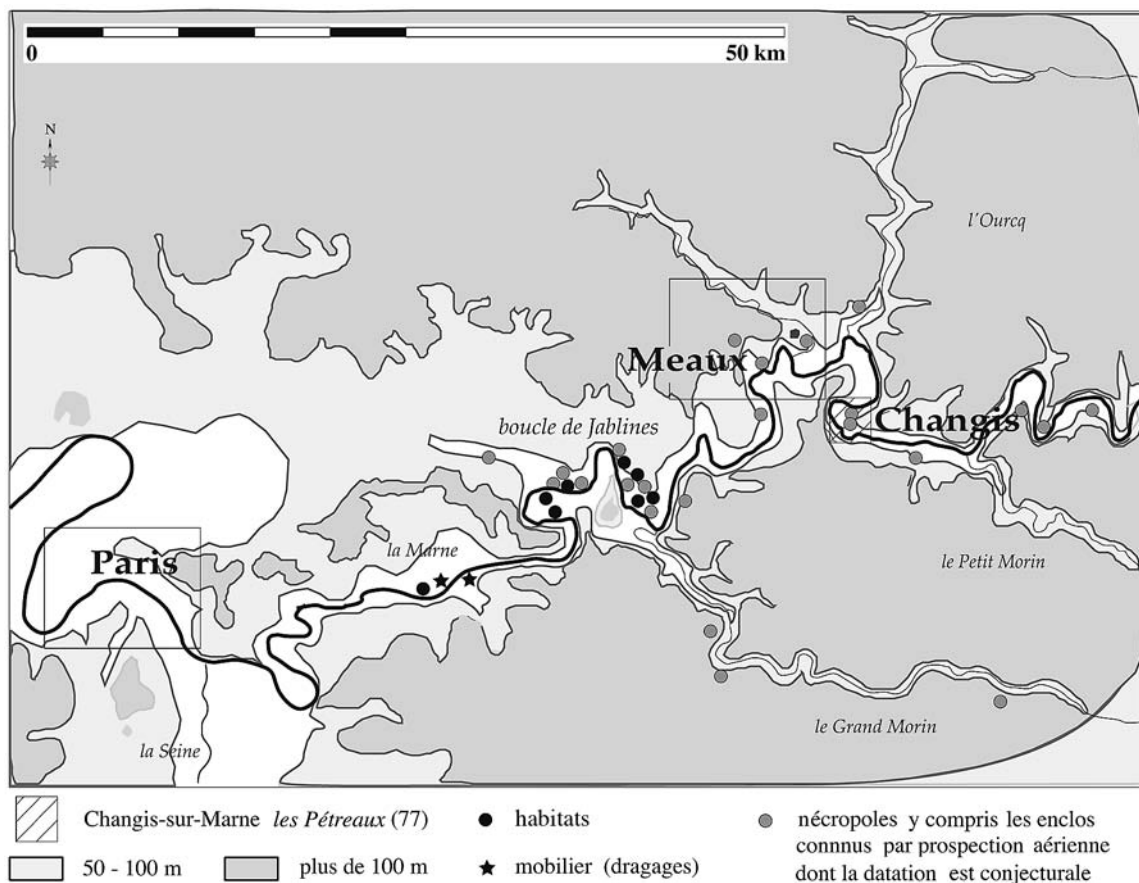 0 50 km
N
l'Ourcq
Meaux
Changis
boucle de Jablines
la Marne
Paris
le Petit Morin
le Grand Morin
la Seine
Changis-sur-Marne les Pétreaux (77)
habitats
nécropoles y compris les enclos
connnus par prospection aérienne
dont la datation est conjecturale
50 - 100 m
plus de 100 m
mobilier (dragages)